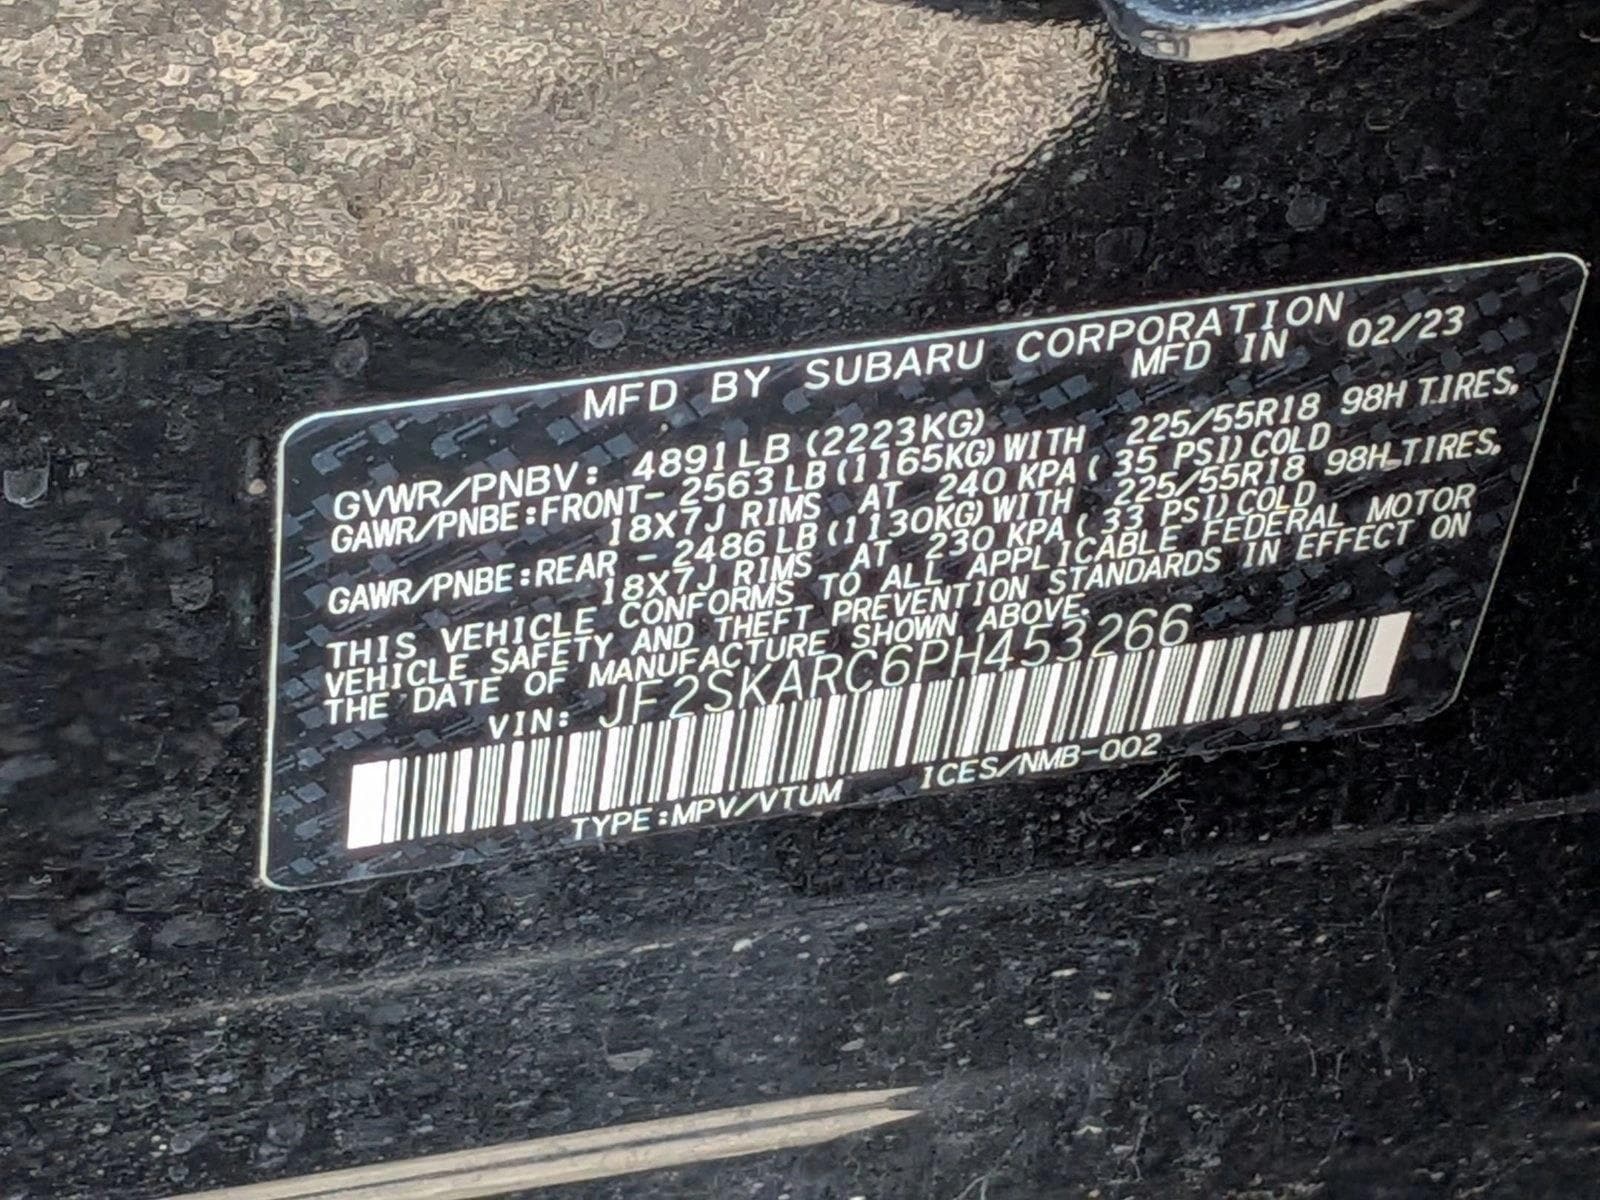 MFD BY SUBARU CORPORATION
MFD IN 02/23
GVWR/PNBV: 4891LB (2223KG)
GAWR/PNBE:FRONT- 2563LB(1165KG)WITH 225/55R18 98H TIRES,
18X7J RIMS AT 240 KPA( 35 PSI)COLD
GAWR/PNBE:REAR - 2486LB(1130KG)WITH 225/55R18 98H TIRES,
18X7J RIMS AT 230 KPA( 33 PSI)COLD
THIS VEHICLE CONFORMS TO ALL APPLICABLE FEDERAL MOTOR
VEHICLE SAFETY AND THEFT PREVENTION STANDARDS IN EFFECT ON
THE DATE OF MANUFACTURE SHOWN ABOVE.
VIN: JF2SKARC6PH453266
TYPE:MPV/VTUM ICES/NMB-002